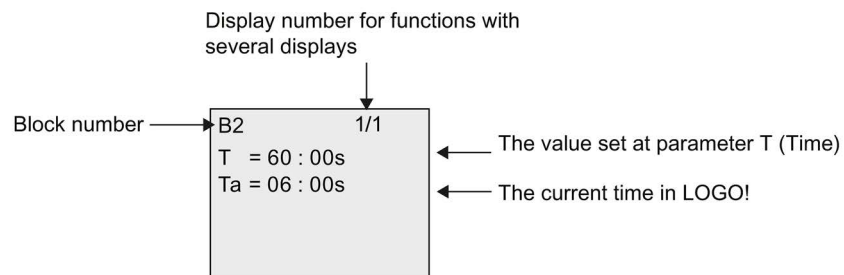 Display number for functions with
several displays
Block number
B2 1/1
T = 60 : 00s
Ta = 06 : 00s
The value set at parameter T (Time)
The current time in LOGO!